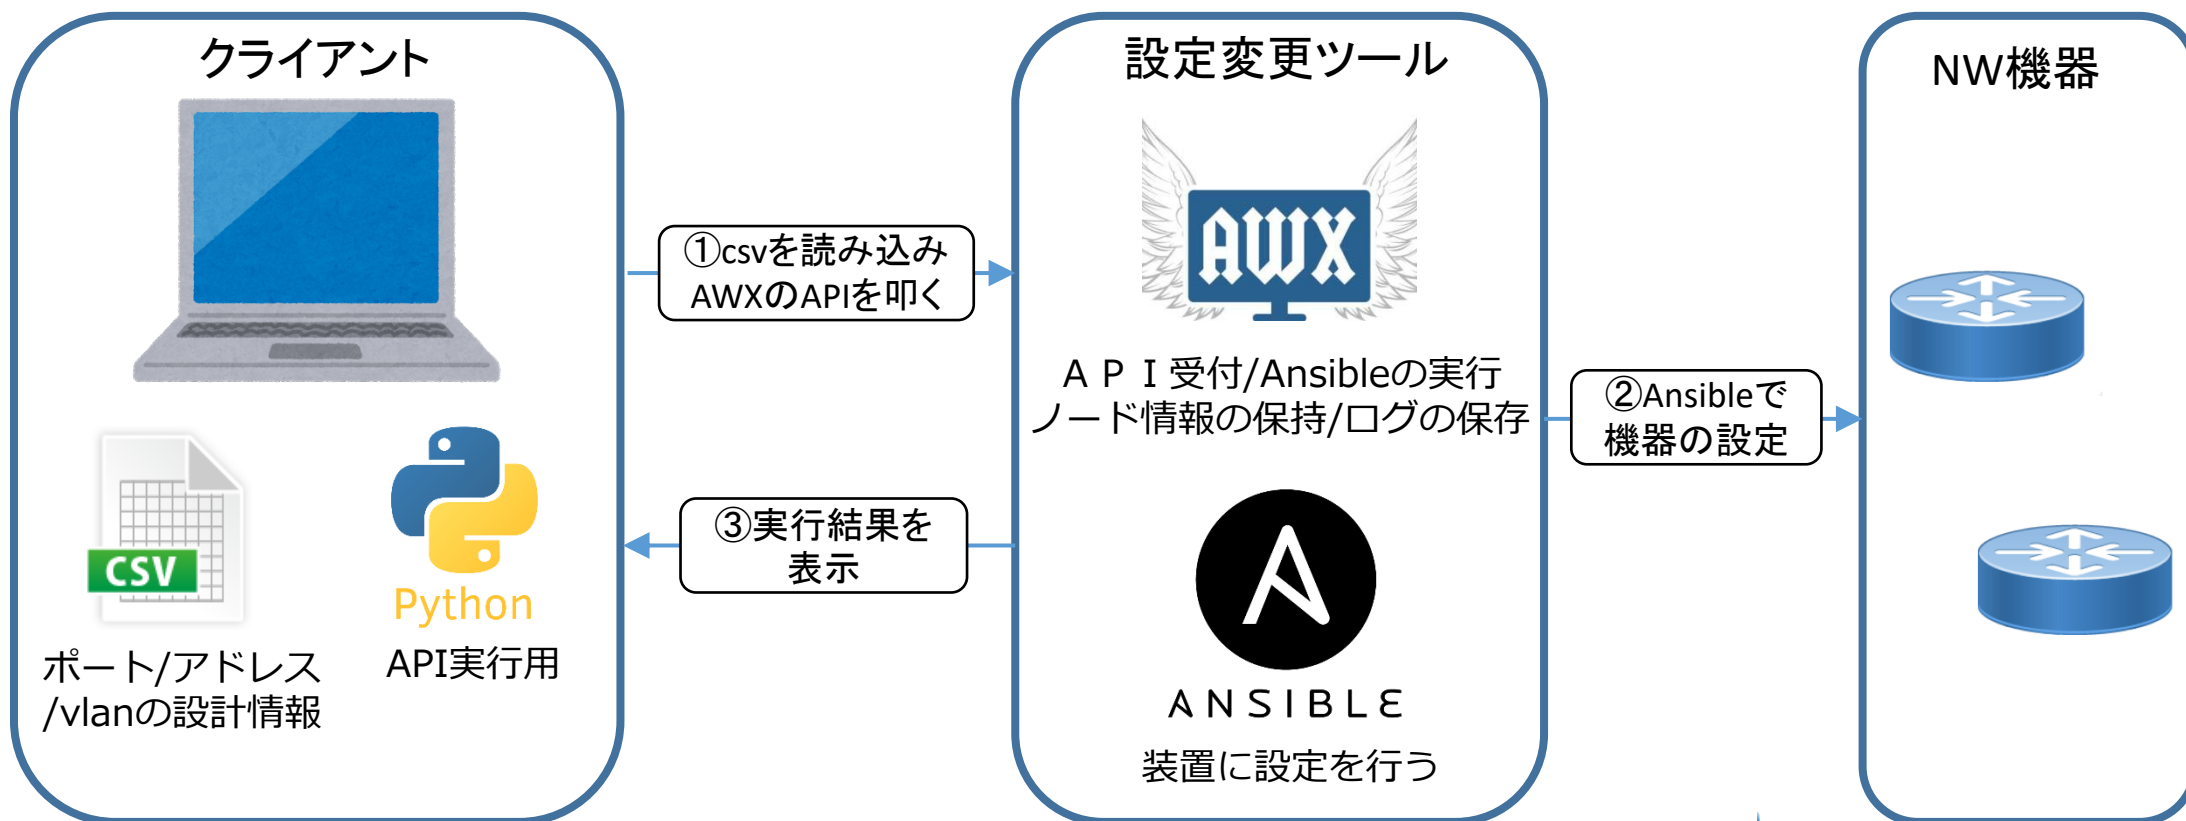 クライアント
CSV
Python
ポート/アドレス
/vlanの設計情報
API実行用
①csvを読み込み
AWXのAPIを叩く
③実行結果を
表示
設定変更ツール
AWX
ＡＰＩ受付/Ansibleの実行
ノード情報の保持/ログの保存
ANSIBLE
装置に設定を行う
②Ansibleで
機器の設定
NW機器